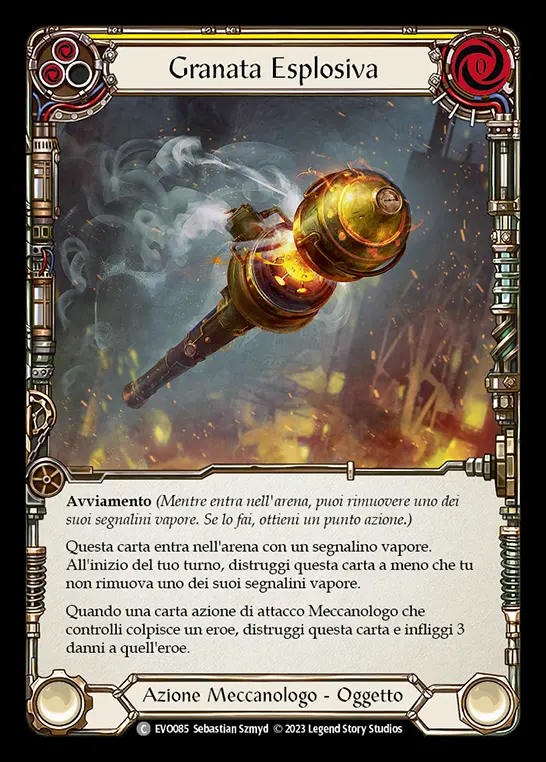 Granata Esplosiva
0
Avviamento (Mentre entra nell'arena, puoi rimuovere uno dei
suoi segnalini vapore. Se lo fai, ottieni un punto azione.)
Questa carta entra nell'arena con un segnalino vapore.
All'inizio del tuo turno, distruggi questa carta a meno che tu
non rimuova uno dei suoi segnalini vapore.
Quando una carta azione di attacco Meccanologo che
controlli colpisce un eroe, distruggi questa carta e infliggi 3
danni a quell'eroe.
Azione Meccanologo - Oggetto
C EVO085 Sebastian Szmyd © 2023 Legend Story Studios